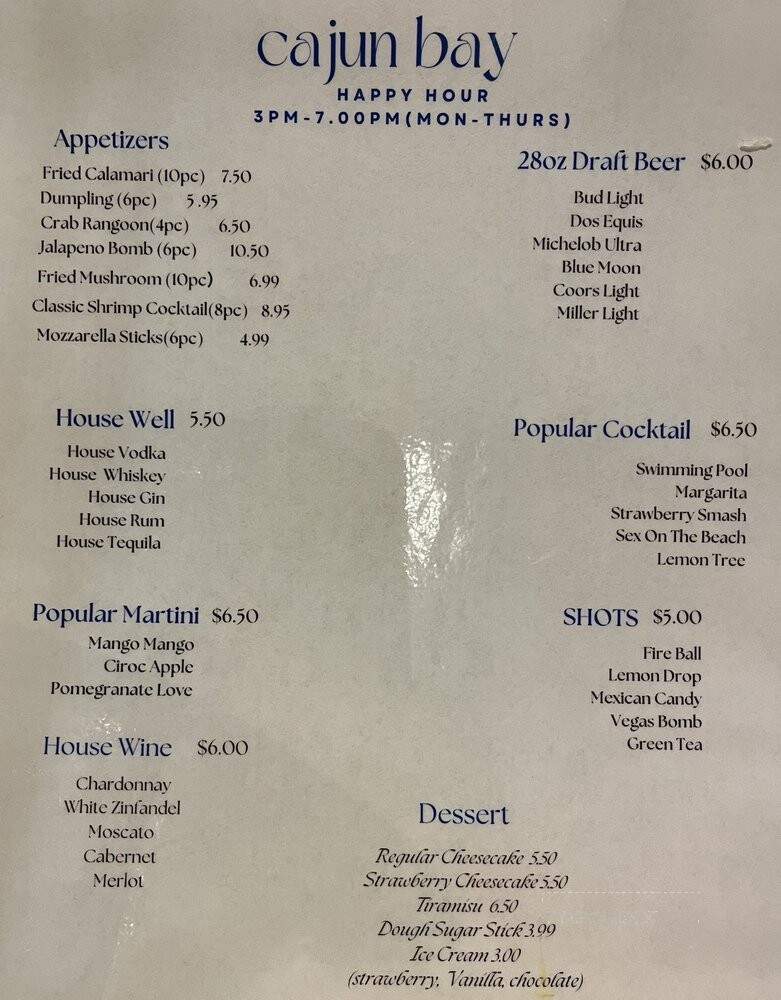 cajun bay
HAPPY HOUR
3PM-7.00PM(MON-THURS)
Appetizers
Fried Calamari (10pc) 7.50
Dumpling (6pc) 5.95
Crab Rangoon(4pc) 6.50
Jalapeno Bomb (6pc) 10.50
Fried Mushroom (10pc) 6.99
Classic Shrimp Cocktail(8pc) 8.95
Mozzarella Sticks(6pc) 4.99
28oz Draft Beer $6.00
Bud Light
Dos Equis
Michelob Ultra
Blue Moon
Coors Light
Miller Light
House Well 5.50
House Vodka
House Whiskey
House Gin
House Rum
House Tequila
Popular Cocktail $6.50
Swimming Pool
Margarita
Strawberry Smash
Sex On The Beach
Lemon Tree
Popular Martini $6.50
Mango Mango
Ciroc Apple
Pomegranate Love
SHOTS $5.00
Fire Ball
Lemon Drop
Mexican Candy
Vegas Bomb
Green Tea
House Wine $6.00
Chardonnay
White Zinfandel
Moscato
Cabernet
Merlot
Dessert
Regular Cheesecake 5.50
Strawberry Cheesecake 5.50
Tiramisu 6.50
Dough Sugar Stick 3.99
Ice Cream 3.00
(strawberry, Vanilla, chocolate)